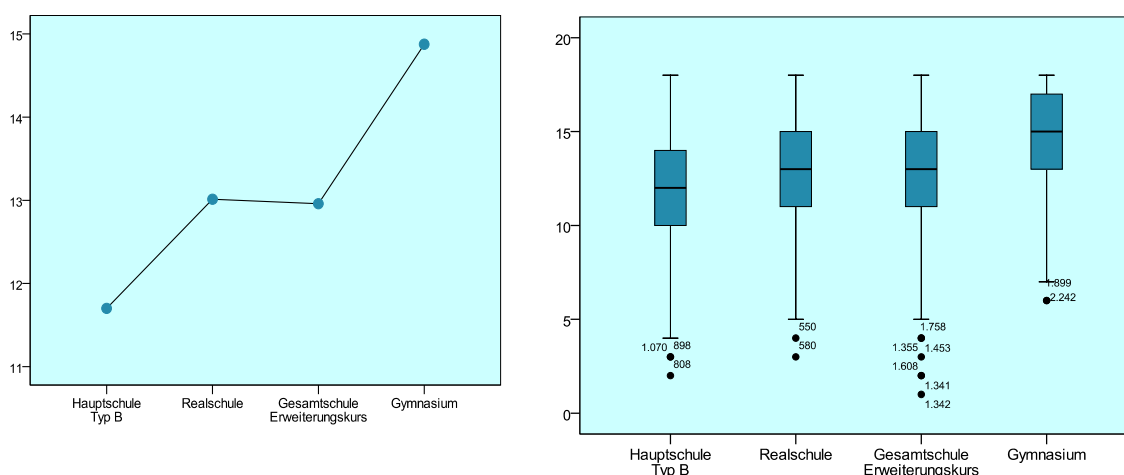 15
14
13
12
11
Hauptschule
Typ B
Realschule
Gesamtschule
Erweiterungskurs
Gymnasium
20
15
10
5
0
1.070
898
808
550
580
1.758
1.355
1.453
1.608
1.341
1.342
1.899
2.242
Hauptschule
Typ B
Realschule
Gesamtschule
Erweiterungskurs
Gymnasium